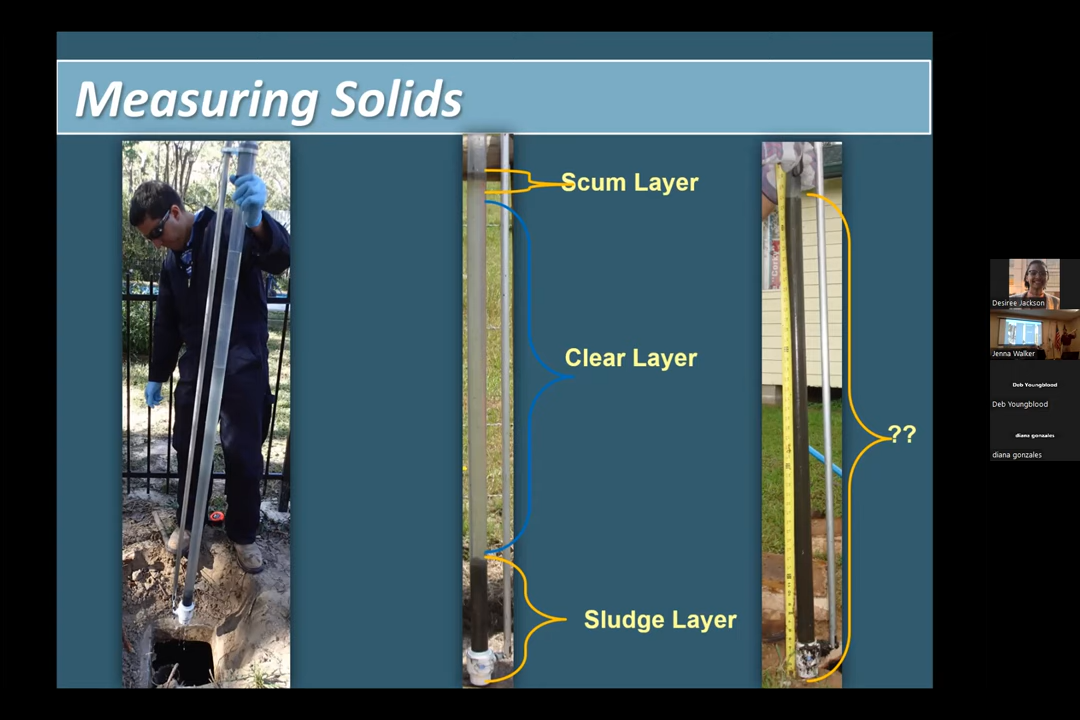 Measuring Solids
Scum Layer
Clear Layer
??
Sludge Layer
Desiree Jackson
Jenna Walker
Deb Youngblood
Deb Youngblood
diana gonzales
diana gonzales